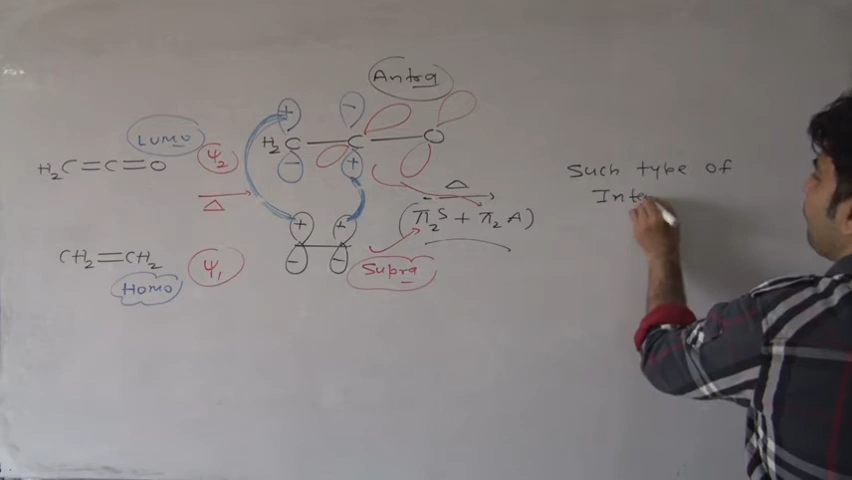 Antra
LUMO
Ψ₂
+ -
H₂C=C=O
H₂C—C—O
- +
Δ
Δ
(π₂S + π₂A)
+ +
CH₂=CH₂
Ψ₁
- -
Supra
Homo
Such type of
Inte